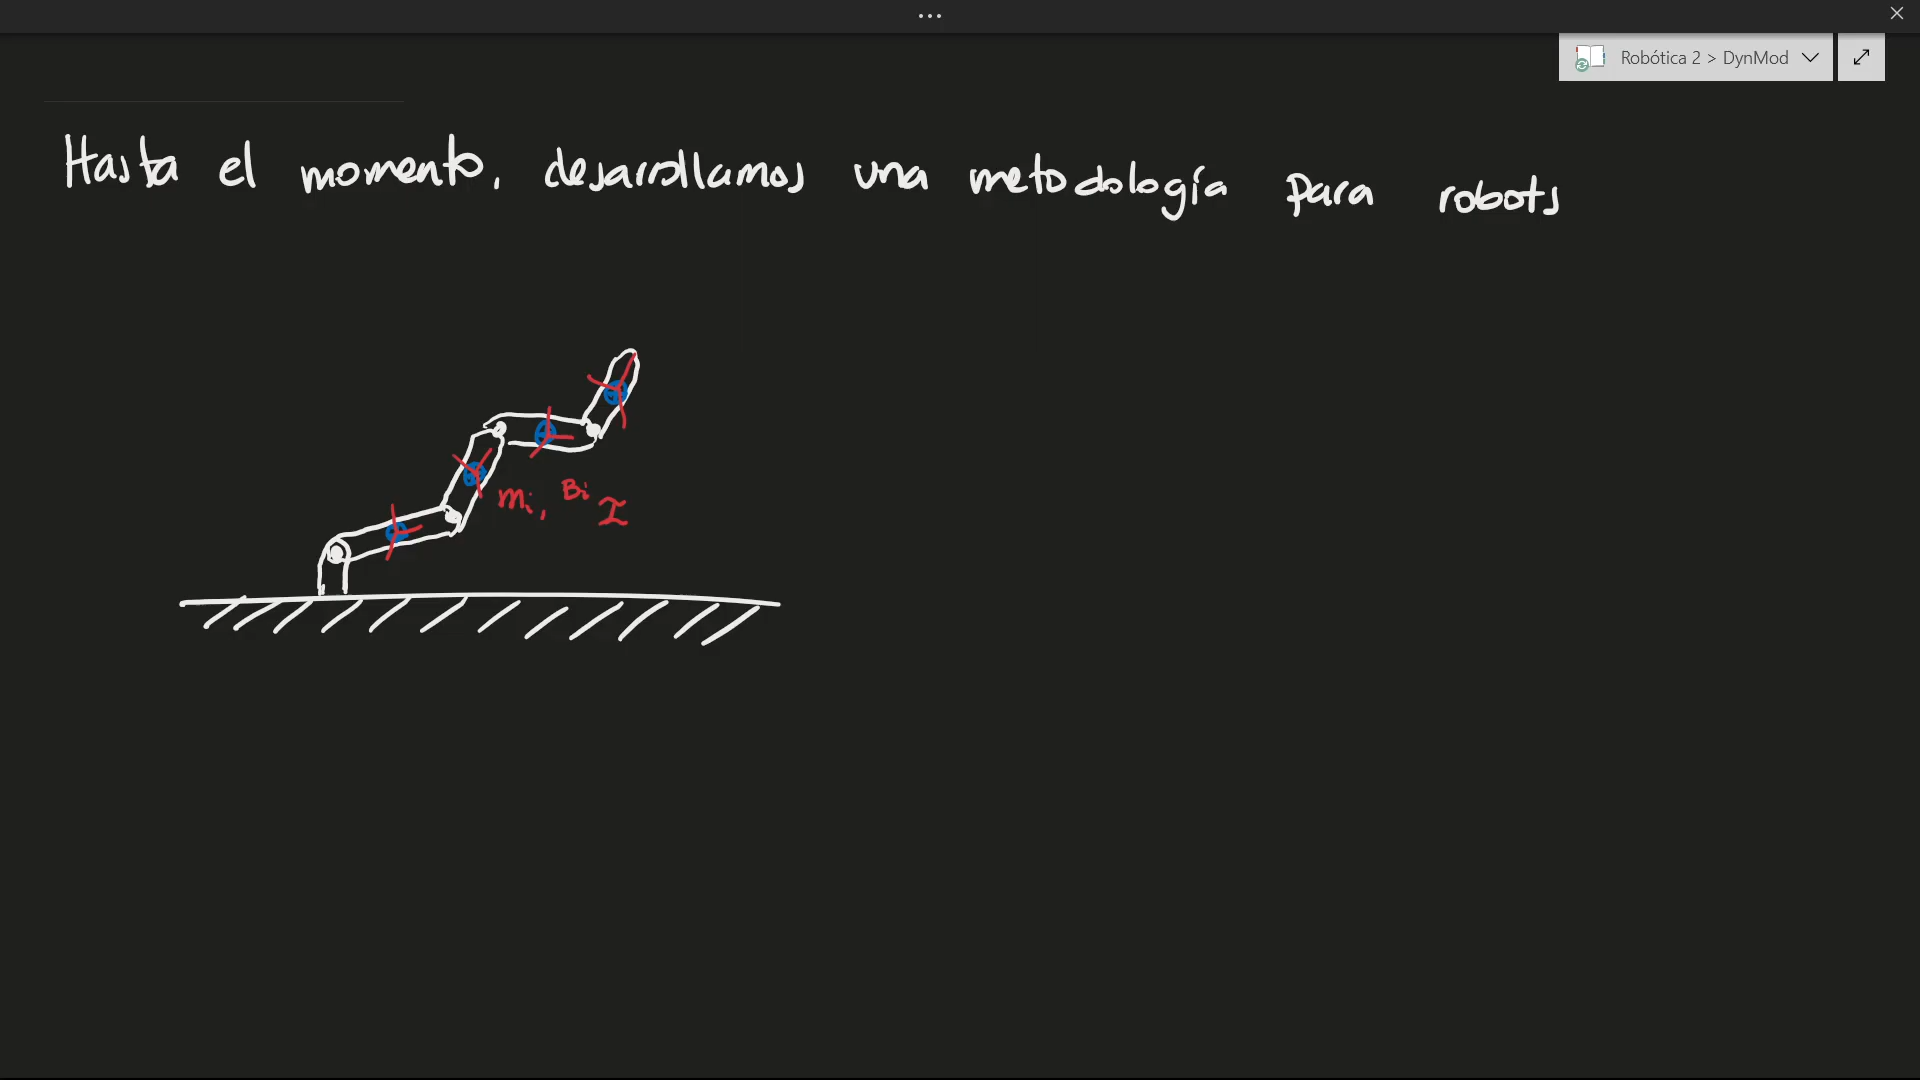 Robótica 2 > DynMod
Hasta el momento, desarrollamos una metodología para robots
mi, Bi I